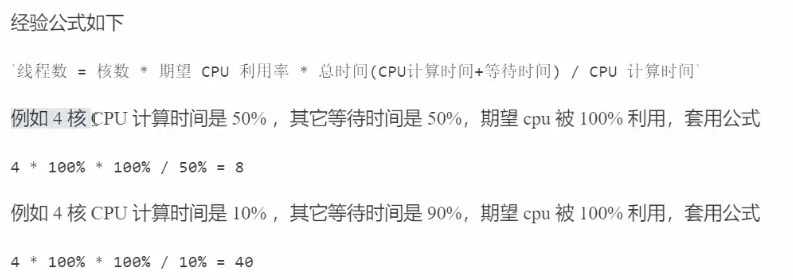 经验公式如下
`线程数 = 核数 * 期望 CPU 利用率 * 总时间(CPU计算时间+等待时间) / CPU 计算时间`
例如 4 核 CPU 计算时间是 50% ，其它等待时间是 50%，期望 cpu 被 100% 利用，套用公式
4 * 100% * 100% / 50% = 8
例如 4 核 CPU 计算时间是 10% ，其它等待时间是 90%，期望 cpu 被 100% 利用，套用公式
4 * 100% * 100% / 10% = 40